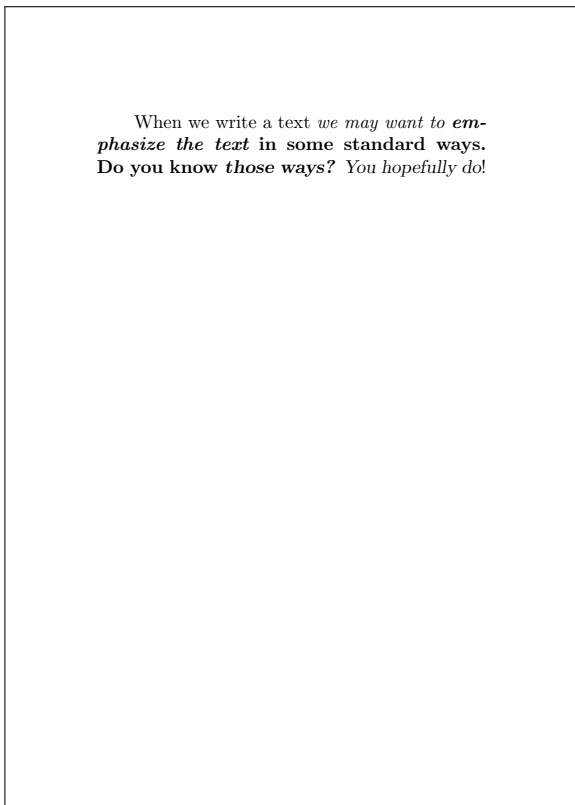 When we write a text we may want to em-
phasize the text in some standard ways.
Do you know those ways? You hopefully do!